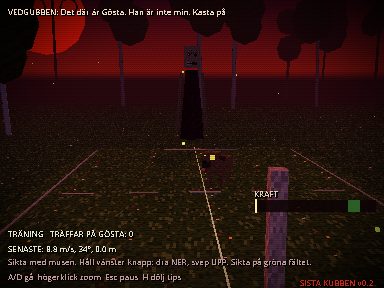 VEDGUBBEN: Det där är Gösta. Han är inte min. Kasta på
KRAFT
TRÄNING TRÄFFAR PÅ GÖSTA: 0
SENASTE: 8.8 m/s, 34°, 0.0 m
Sikta med musen. Håll vänster knapp: dra NER, svep UPP. Sikta på gröna fältet.
A/D gå högerklick zoom Esc paus H dölj tips
SISTA KUBBEN v0.2